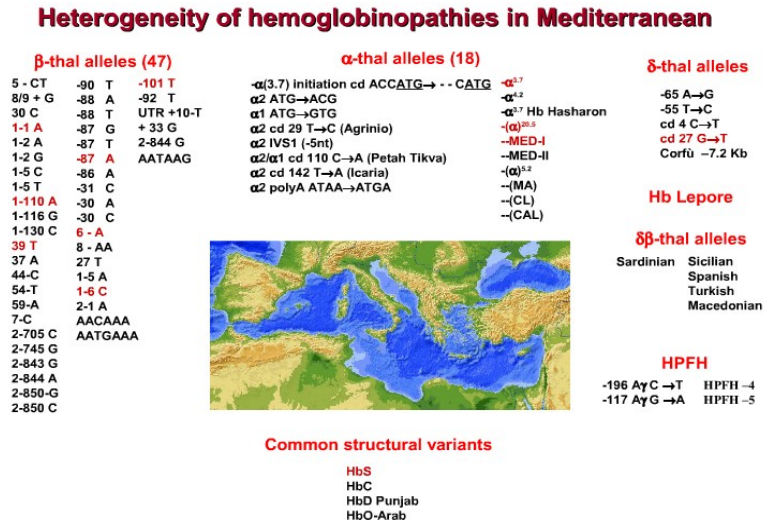 Heterogeneity of hemoglobinopathies in Mediterranean
β-thal alleles (47)
5 - CT
8/9 + G
30 C
1-1 A
1-2 A
1-2 G
1-5 C
1-5 T
1-110 A
1-116 G
1-130 C
39 T
37 A
44-C
54-T
59-A
7-C
2-705 C
2-745 G
2-843 G
2-844 A
2-850-G
2-850 C
-90 T
-88 A
-88 T
-87 G
-87 T
-87 A
-86 A
-31 C
-30 A
-30 C
6 - A
8 - AA
27 T
1-5 A
1-6 C
2-1 A
AACAAA
AATGAAA
-101 T
-92 T
UTR +10-T
+ 33 G
2-844 G
AATAAG
α-thal alleles (18)
-α(3.7) initiation cd ACCATG→ - - CATG
α2 ATG→ACG
α1 ATG→GTG
α2 cd 29 T→C (Agrinio)
α2 IVS1 (-5nt)
α2/α1 cd 110 C→A (Petah Tikva)
α2 cd 142 T→A (Icaria)
α2 polyA ATAA→ATGA
-α3.7
-α4.2
-α3.7 Hb Hasharon
-(α)20.5
--MED-I
--MED-II
-(α)5.2
--(MA)
--(CL)
--(CAL)
δ-thal alleles
-65 A→G
-55 T→C
cd 4 C→T
cd 27 G→T
Corfù –7.2 Kb
Hb Lepore
δβ-thal alleles
Sardinian Sicilian
Spanish
Turkish
Macedonian
HPFH
-196 Aγ C →T HPFH –4
-117 Aγ G →A HPFH –5
Common structural variants
HbS
HbC
HbD Punjab
HbO-Arab